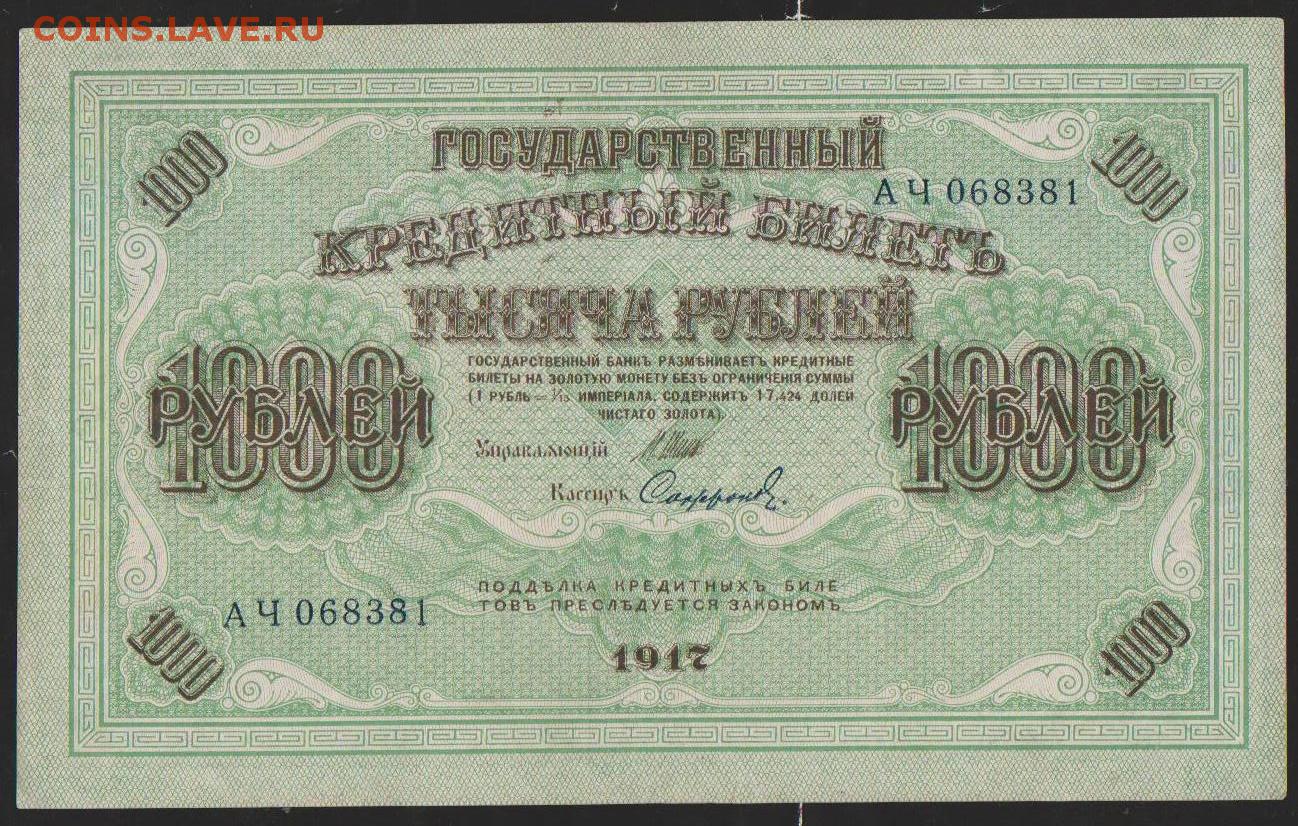 COINS.LAVE.RU
1000
1000
ГОСУДАРСТВЕННЫЙ
АЧ 068381
КРЕДИТНЫЙ БИЛЕТЪ
ТЫСЯЧА РУБЛЕЙ
ГОСУДАРСТВЕННЫЙ БАНКЪ РАЗМѢНИВАЕТЪ КРЕДИТНЫЕ
БИЛЕТЫ НА ЗОЛОТУЮ МОНЕТУ БЕЗЪ ОГРАНИЧЕНІЯ СУММЫ
(1 РУБЛЬ = 1/15 ИМПЕРІАЛА, СОДЕРЖИТЪ 17,424 ДОЛЕЙ
ЧИСТАГО ЗОЛОТА).
1000 РУБЛЕЙ
1000 РУБЛЕЙ
Управляющій
Кассиръ
ПОДДѢЛКА КРЕДИТНЫХЪ БИЛЕ
ТОВЪ ПРЕСЛѢДУЕТСЯ ЗАКОНОМЪ
АЧ 068381
1000
1917
1000